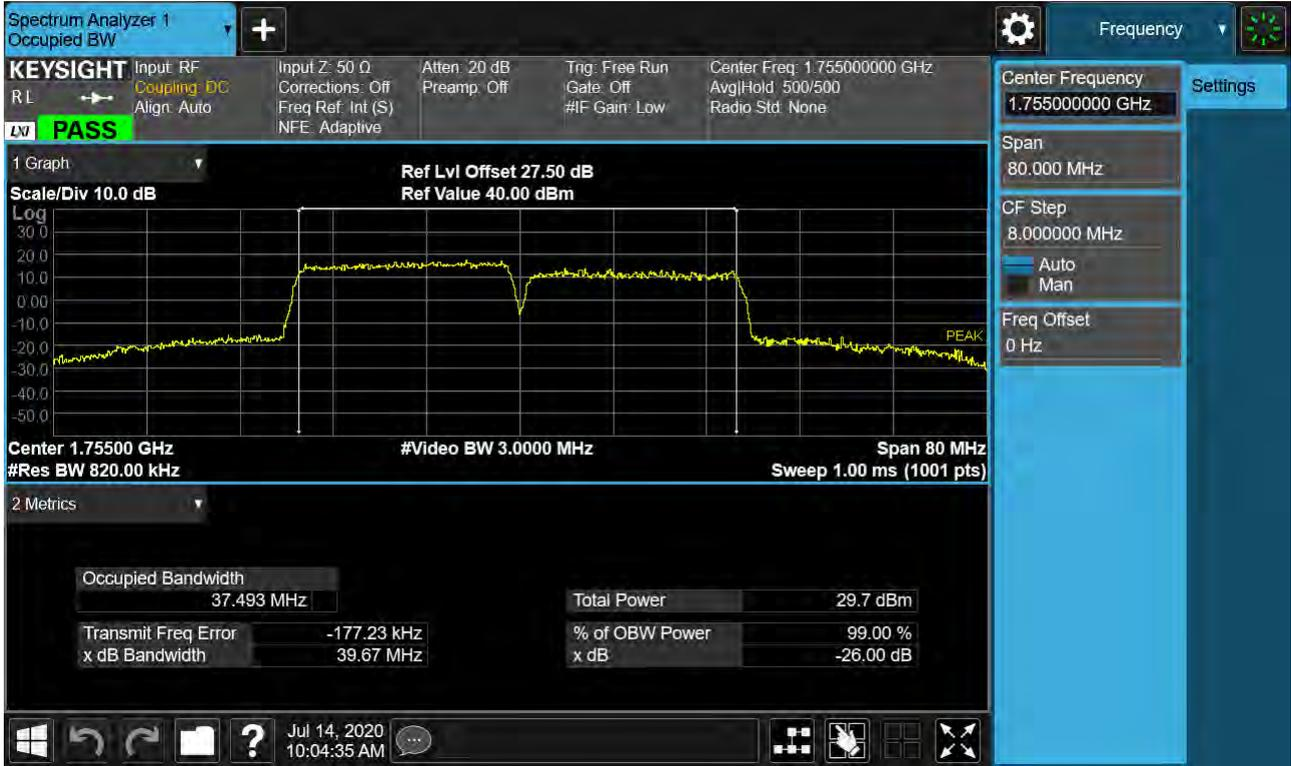 Spectrum Analyzer 1
Occupied BW
Frequency
KEYSIGHT
R L
LXI
PASS
Input: RF
Coupling: DC
Align: Auto
Input Z: 50 Ω
Corrections: Off
Freq Ref: Int (S)
NFE: Adaptive
Atten: 20 dB
Preamp: Off
Trig: Free Run
Gate: Off
#IF Gain: Low
Center Freq: 1.755000000 GHz
Avg|Hold: 500/500
Radio Std: None
Center Frequency
1.755000000 GHz
Settings
Span
80.000 MHz
CF Step
8.000000 MHz
Auto
Man
Freq Offset
0 Hz
1 Graph
Scale/Div 10.0 dB
Ref Lvl Offset 27.50 dB
Ref Value 40.00 dBm
Log
30.0
20.0
10.0
0.00
-10.0
-20.0
-30.0
-40.0
-50.0
PEAK
Center 1.75500 GHz
#Video BW 3.0000 MHz
Span 80 MHz
#Res BW 820.00 kHz
Sweep 1.00 ms (1001 pts)
2 Metrics
Occupied Bandwidth
37.493 MHz
Total Power 29.7 dBm
Transmit Freq Error -177.23 kHz
% of OBW Power 99.00 %
x dB Bandwidth 39.67 MHz
x dB -26.00 dB
?
Jul 14, 2020
10:04:35 AM